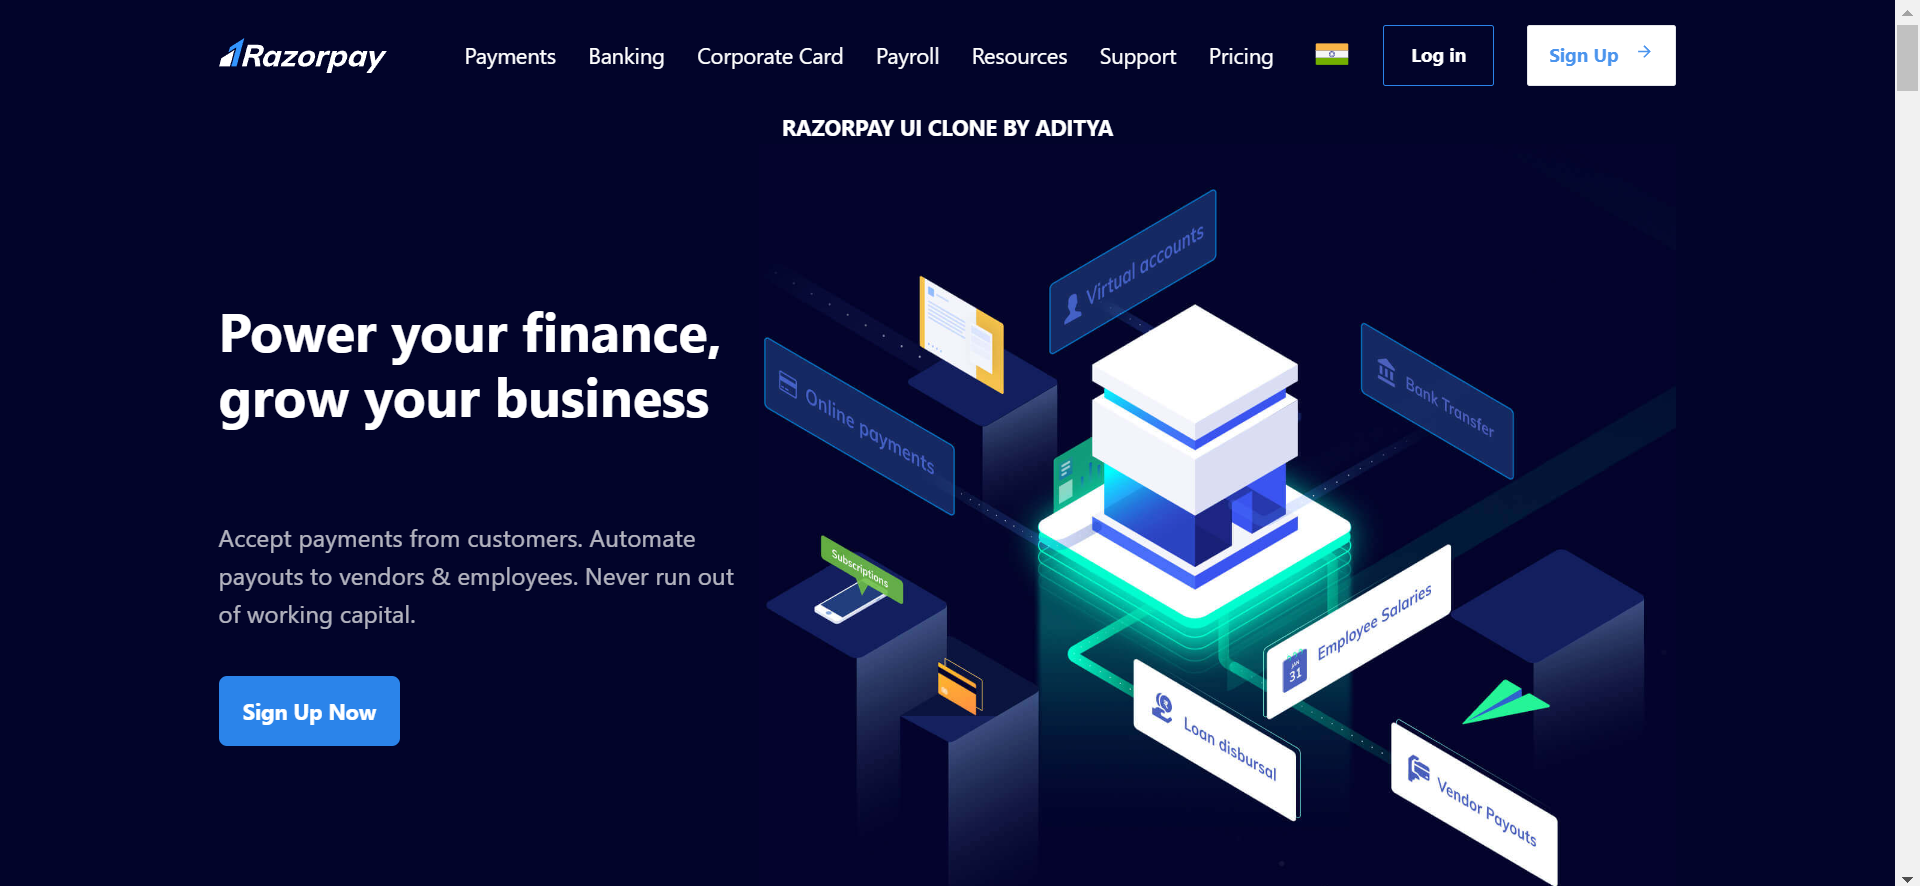 Razorpay
Payments Banking Corporate Card Payroll Resources Support Pricing
Log in
Sign Up
RAZORPAY UI CLONE BY ADITYA
Power your finance,
grow your business
Accept payments from customers. Automate
payouts to vendors & employees. Never run out
of working capital.
Sign Up Now
Virtual accounts
Online payments
Bank Transfer
Subscriptions
Employee Salaries
JAN
31
Loan disbursal
Vendor Payouts